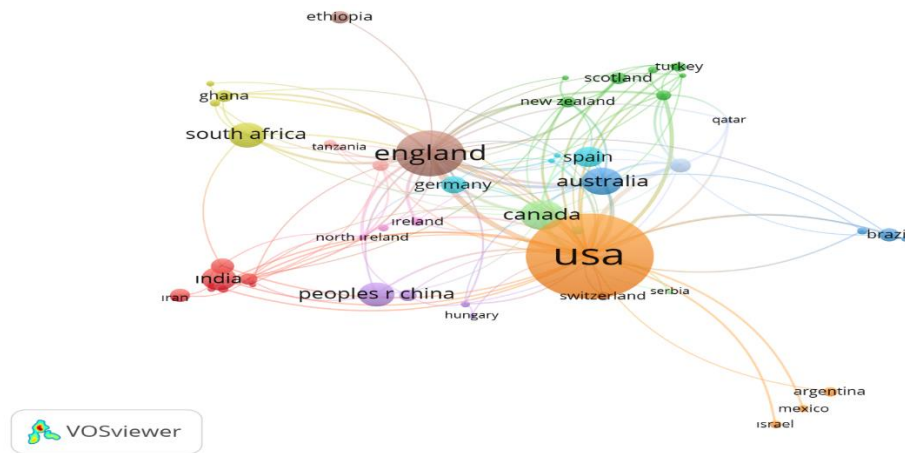 ethiopia
turkey
scotland
ghana
new zealand
qatar
south africa
tanzania
england
spain
germany
australia
canada
ireland
north ireland
usa
india
peoples r china
iran
switzerland
serbia
hungary
brazi
argentina
mexico
israel
VOSviewer